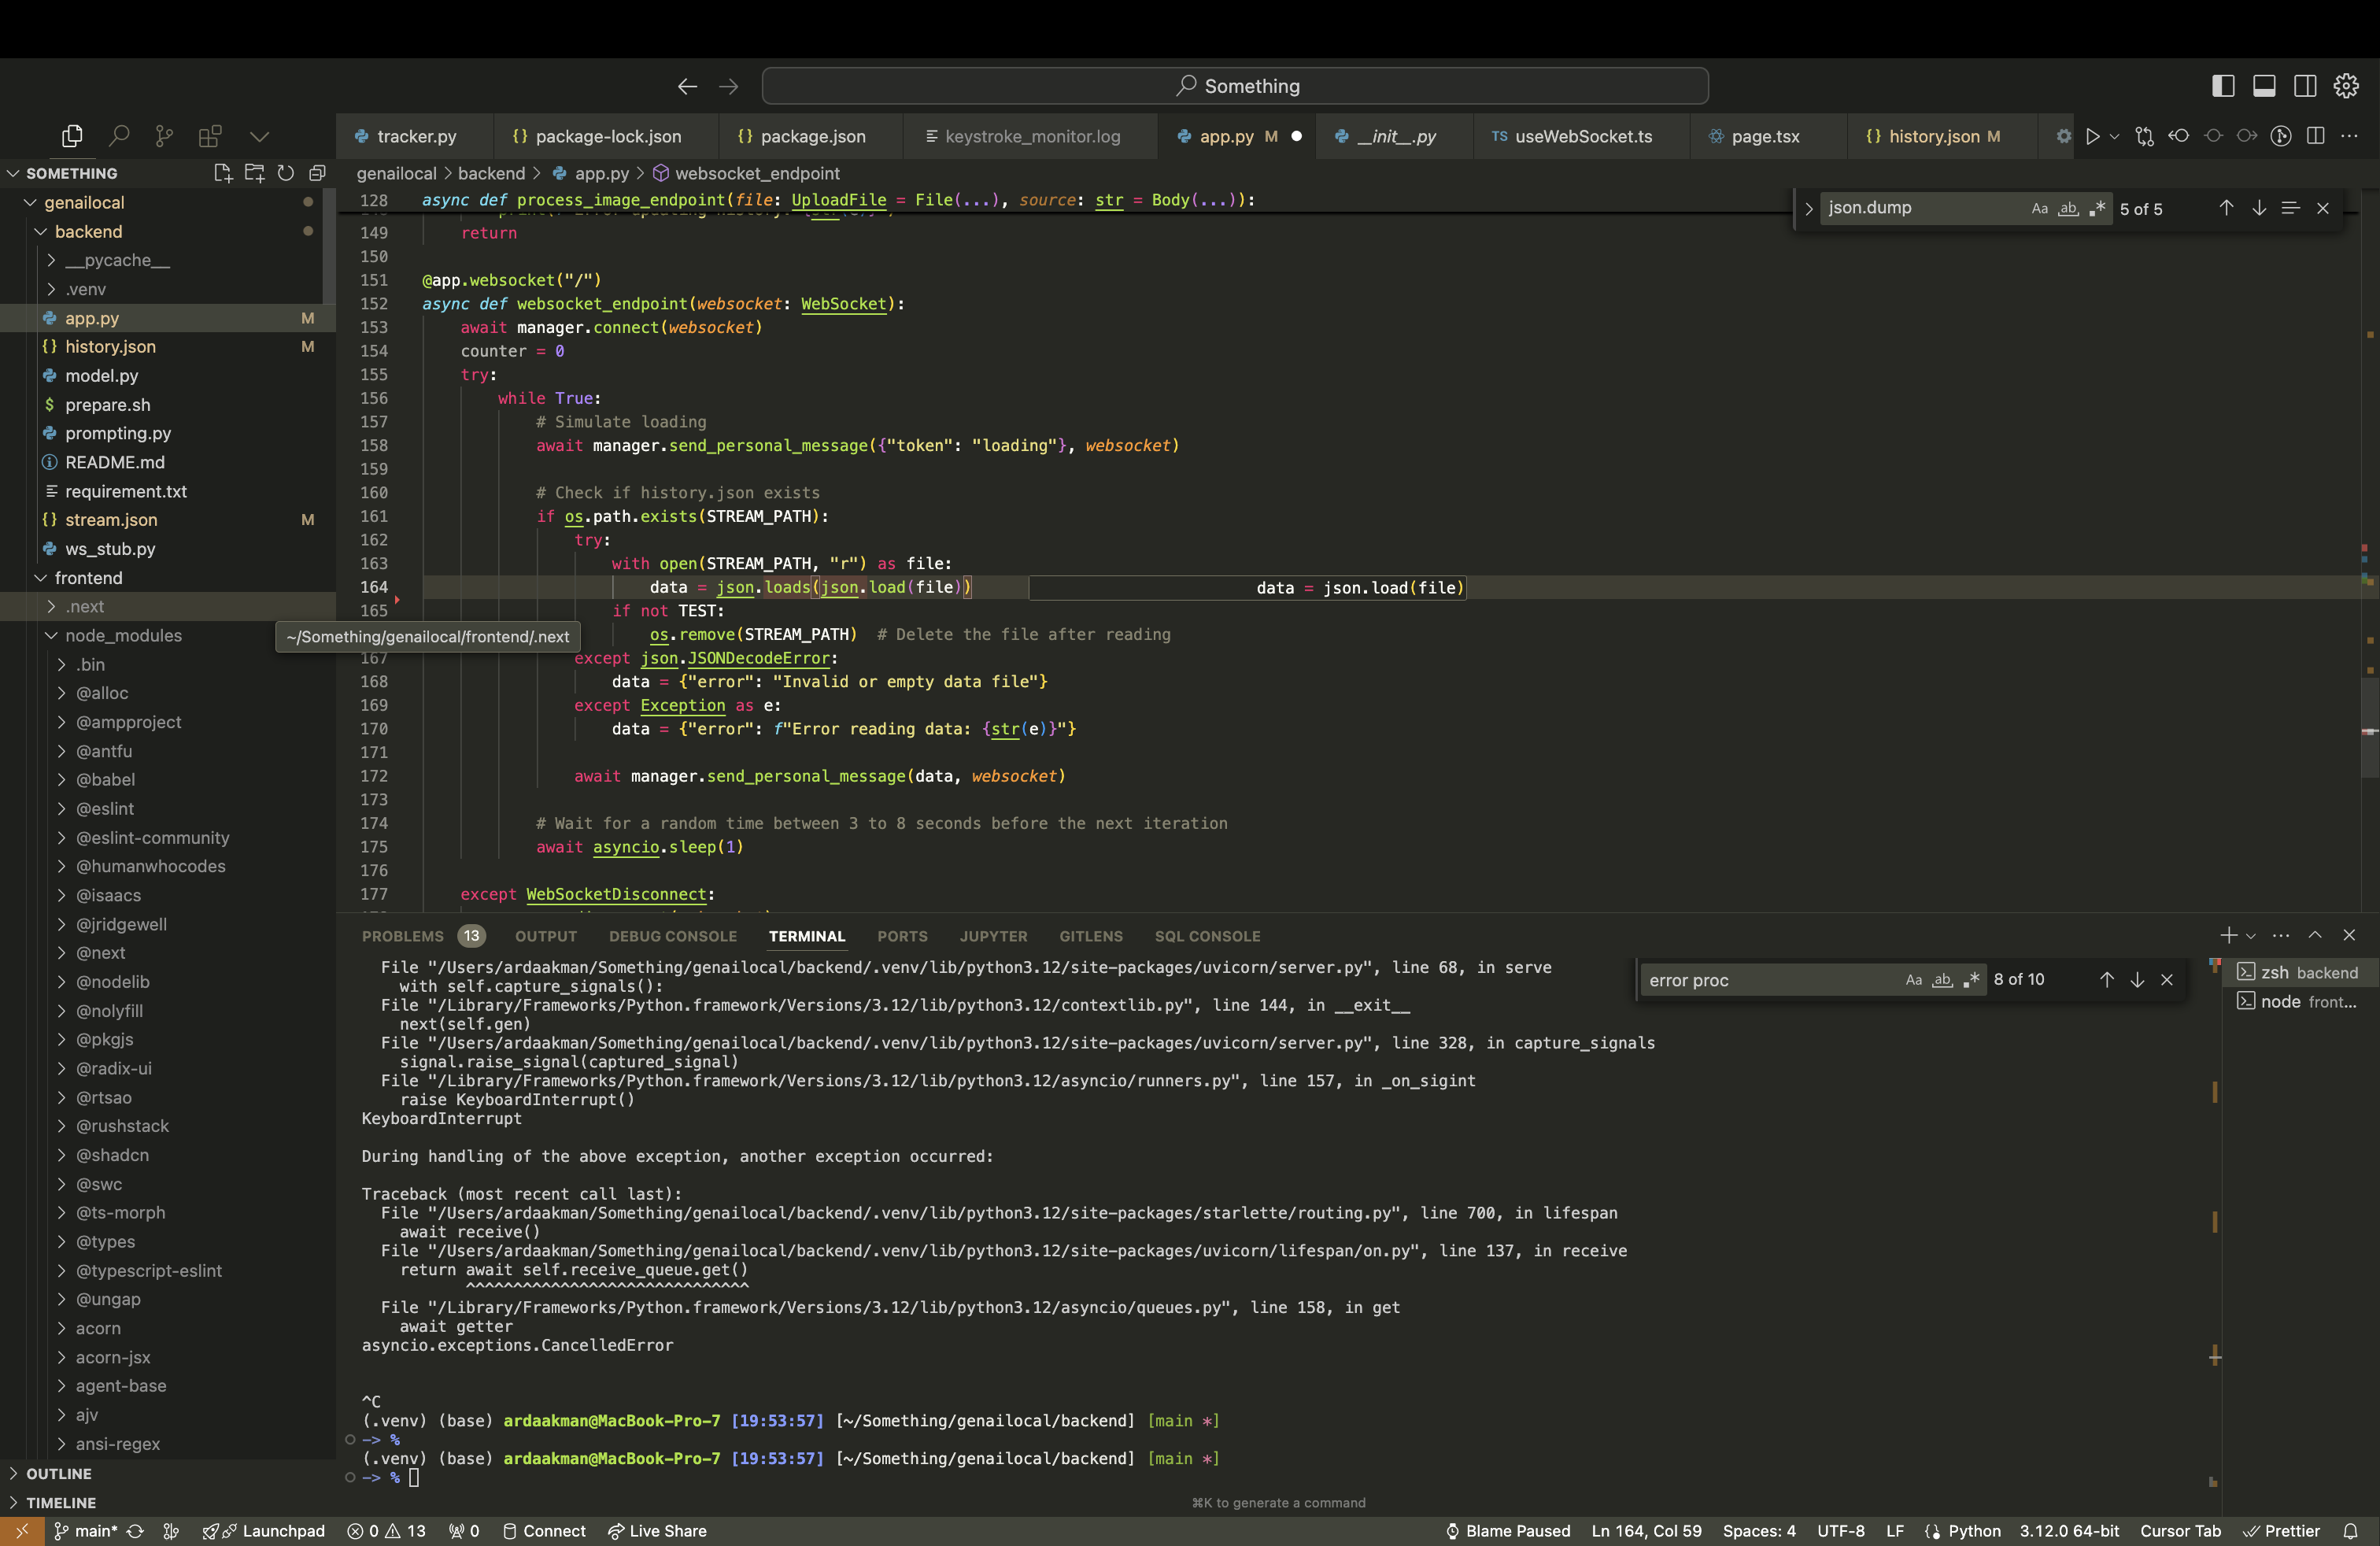 Something
tracker.py
{} package-lock.json
{} package.json
keystroke_monitor.log
app.py M
__init__.py
TS useWebSocket.ts
page.tsx
{} history.json M
SOMETHING
genailocal > backend > app.py > websocket_endpoint
genailocal
backend
__pycache__
.venv
app.py M
{} history.json M
model.py
$ prepare.sh
prompting.py
README.md
requirement.txt
{} stream.json M
ws_stub.py
frontend
.next
node_modules
.bin
@alloc
@ampproject
@antfu
@babel
@eslint
@eslint-community
@humanwhocodes
@isaacs
@jridgewell
@next
@nodelib
@nolyfill
@pkgjs
@radix-ui
@rtsao
@rushstack
@shadcn
@swc
@ts-morph
@types
@typescript-eslint
@ungap
acorn
acorn-jsx
agent-base
ajv
ansi-regex
OUTLINE
TIMELINE
~/Something/genailocal/frontend/.next
json.dump Aa ab .* 5 of 5
128 async def process_image_endpoint(file: UploadFile = File(...), source: str = Body(...)):
149 return
150
151 @app.websocket("/")
152 async def websocket_endpoint(websocket: WebSocket):
153 await manager.connect(websocket)
154 counter = 0
155 try:
156 while True:
157 # Simulate loading
158 await manager.send_personal_message({"token": "loading"}, websocket)
159
160 # Check if history.json exists
161 if os.path.exists(STREAM_PATH):
162 try:
163 with open(STREAM_PATH, "r") as file:
164 data = json.loads(json.load(file)) data = json.load(file)
165 if not TEST:
os.remove(STREAM_PATH) # Delete the file after reading
167 except json.JSONDecodeError:
168 data = {"error": "Invalid or empty data file"}
169 except Exception as e:
170 data = {"error": f"Error reading data: {str(e)}"}
171
172 await manager.send_personal_message(data, websocket)
173
174 # Wait for a random time between 3 to 8 seconds before the next iteration
175 await asyncio.sleep(1)
176
177 except WebSocketDisconnect:
PROBLEMS 13 OUTPUT DEBUG CONSOLE TERMINAL PORTS JUPYTER GITLENS SQL CONSOLE
error proc Aa ab .* 8 of 10
zsh backend
node front...
File "/Users/ardaakman/Something/genailocal/backend/.venv/lib/python3.12/site-packages/uvicorn/server.py", line 68, in serve
with self.capture_signals():
File "/Library/Frameworks/Python.framework/Versions/3.12/lib/python3.12/contextlib.py", line 144, in __exit__
next(self.gen)
File "/Users/ardaakman/Something/genailocal/backend/.venv/lib/python3.12/site-packages/uvicorn/server.py", line 328, in capture_signals
signal.raise_signal(captured_signal)
File "/Library/Frameworks/Python.framework/Versions/3.12/lib/python3.12/asyncio/runners.py", line 157, in _on_sigint
raise KeyboardInterrupt()
KeyboardInterrupt
During handling of the above exception, another exception occurred:
Traceback (most recent call last):
File "/Users/ardaakman/Something/genailocal/backend/.venv/lib/python3.12/site-packages/starlette/routing.py", line 700, in lifespan
await receive()
File "/Users/ardaakman/Something/genailocal/backend/.venv/lib/python3.12/site-packages/uvicorn/lifespan/on.py", line 137, in receive
return await self.receive_queue.get()
^^^^^^^^^^^^^^^^^^^^^^^^^^^^^^
File "/Library/Frameworks/Python.framework/Versions/3.12/lib/python3.12/asyncio/queues.py", line 158, in get
await getter
asyncio.exceptions.CancelledError
^C
(.venv) (base) ardaakman@MacBook-Pro-7 [19:53:57] [~/Something/genailocal/backend] [main *]
-> %
(.venv) (base) ardaakman@MacBook-Pro-7 [19:53:57] [~/Something/genailocal/backend] [main *]
-> %
⌘K to generate a command
main* Launchpad 0 13 0 Connect Live Share Blame Paused Ln 164, Col 59 Spaces: 4 UTF-8 LF Python 3.12.0 64-bit Cursor Tab Prettier